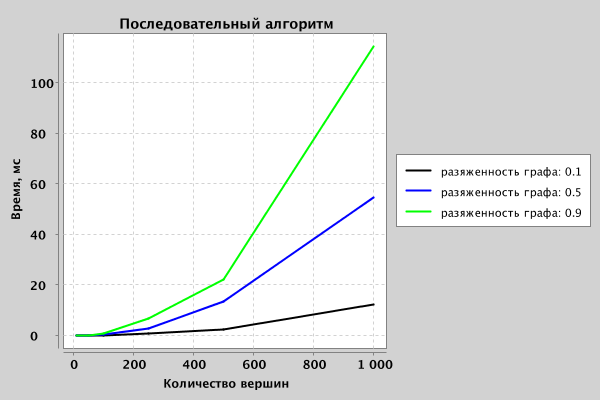 Последовательный алгоритм
Время, мс
100
80
60
40
20
0
0 200 400 600 800 1 000
Количество вершин
разяженность графа: 0.1
разяженность графа: 0.5
разяженность графа: 0.9